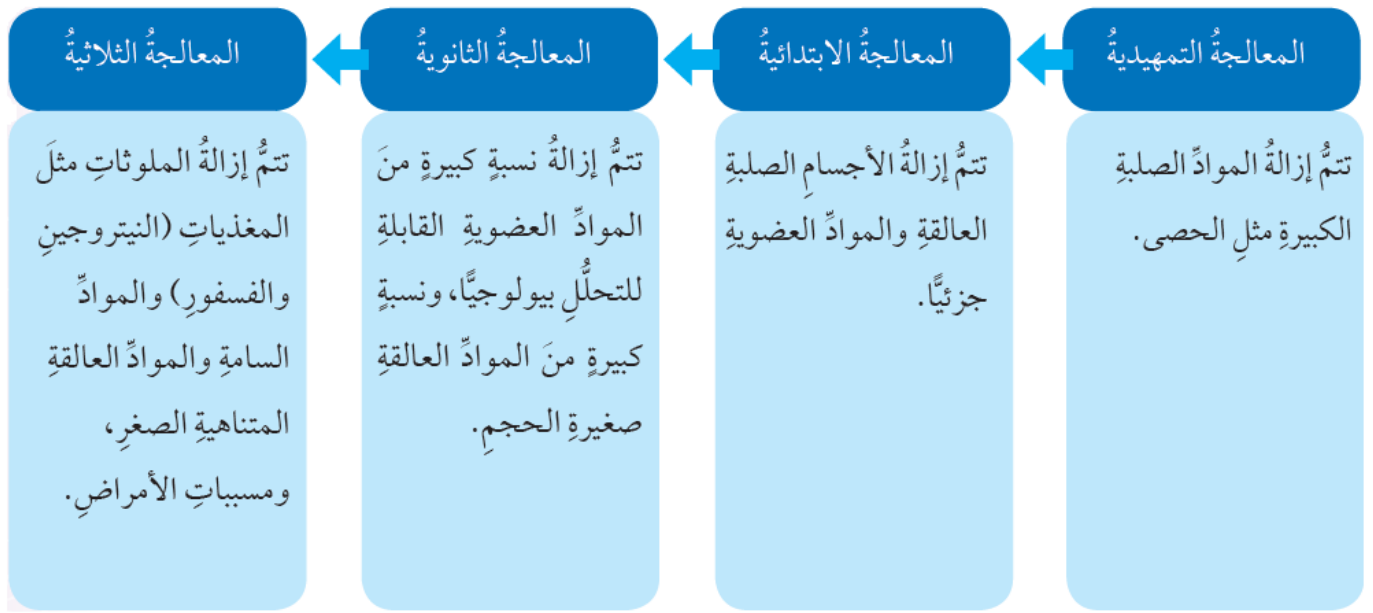 المعالجةُ التمهيديةُ
تتمُّ إزالةُ الموادِّ الصلبةِ
الكبيرةِ مثلِ الحصى.
المعالجةُ الابتدائيةُ
تتمُّ إزالةُ الأجسامِ الصلبةِ
العالقةِ والموادِّ العضويةِ
جزئيًّا.
المعالجةُ الثانويةُ
تتمُّ إزالةُ نسبةٍ كبيرةٍ منَ
الموادِّ العضويةِ القابلةِ
للتحلُّلِ بيولوجيًّا، ونسبةٍ
كبيرةٍ منَ الموادِّ العالقةِ
صغيرةِ الحجمِ.
المعالجةُ الثلاثيةُ
تتمُّ إزالةُ الملوثاتِ مثلَ
المغذياتِ (النيتروجينِ
والفسفورِ) والموادِّ
السامةِ والموادِّ العالقةِ
المتناهيةِ الصغرِ،
ومسبباتِ الأمراضِ.